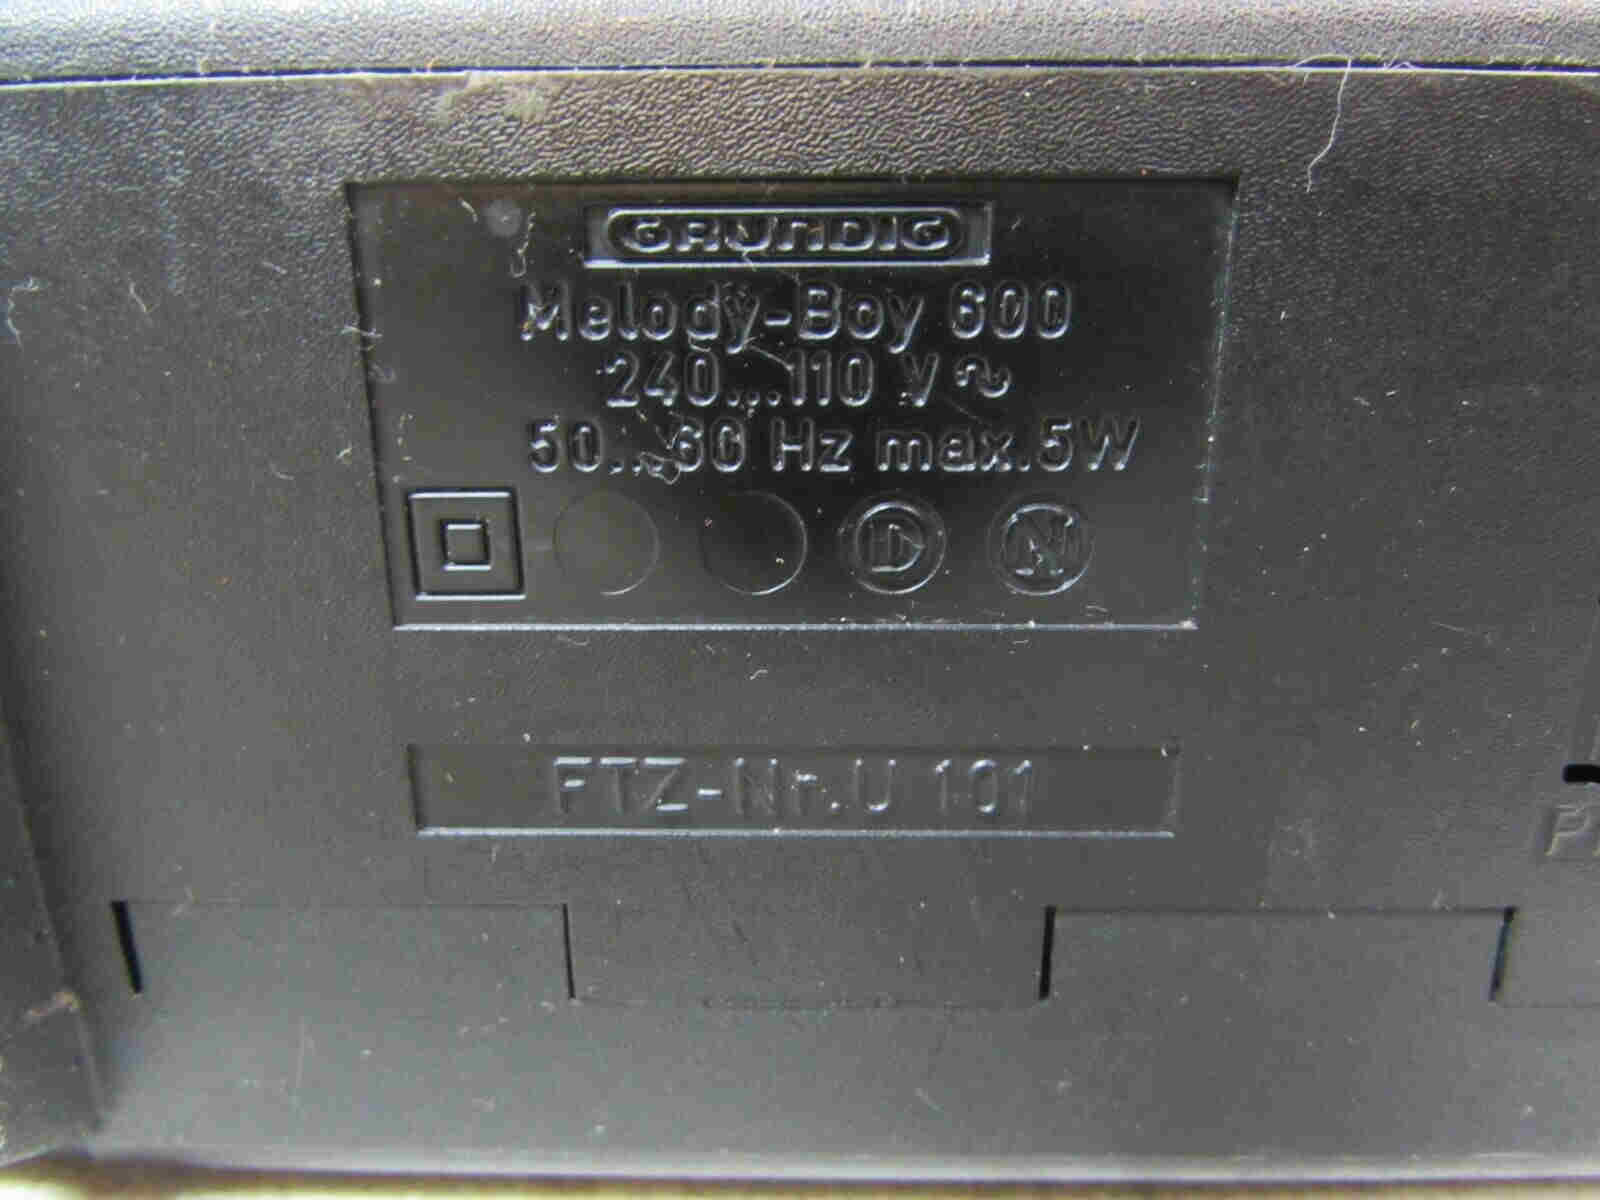 GRUNDIG
Melody-Boy 600
240...110 V ~
50...60 Hz max.5W
D N
FTZ-Nr.U 101